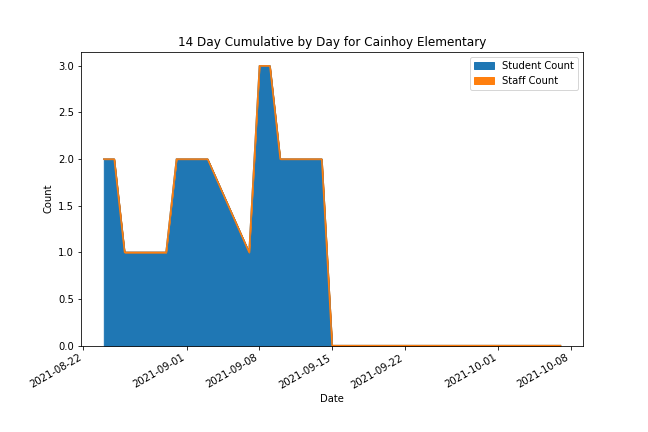 14 Day Cumulative by Day for Cainhoy Elementary
Student Count
Staff Count
3.0
2.5
2.0
1.5
1.0
0.5
0.0
Count
2021-08-22
2021-09-01
2021-09-08
2021-09-15
2021-09-22
2021-10-01
2021-10-08
Date